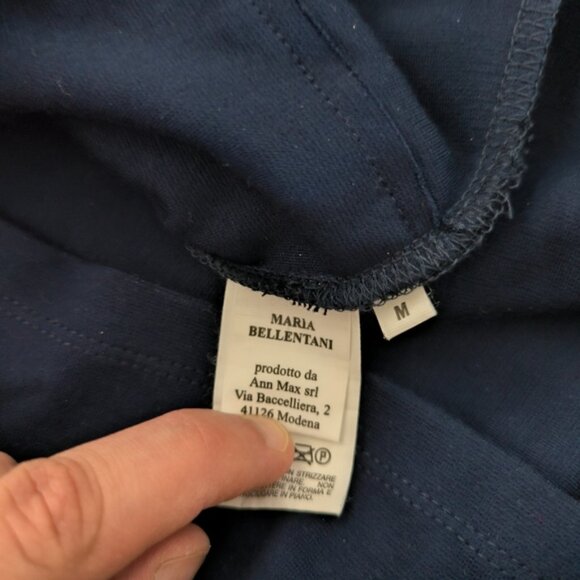 MARIA
BELLENTANI
prodotto da
Ann Max srl
Via Baccelliera, 2
41126 Modena
M
P
STRIZZARE
NON
IN FORMA E
IN PIANO.